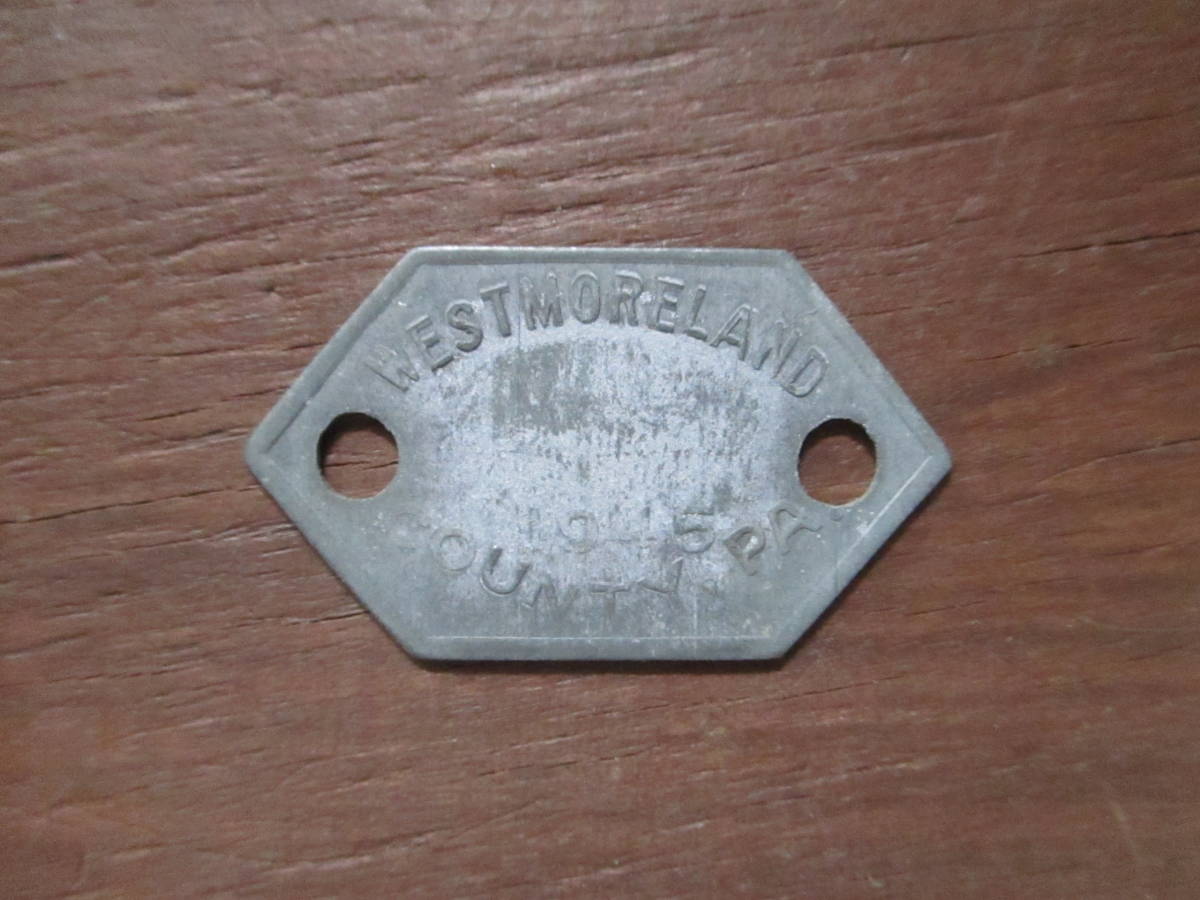 WESTMORELAND
1945
COUNTY, PA.